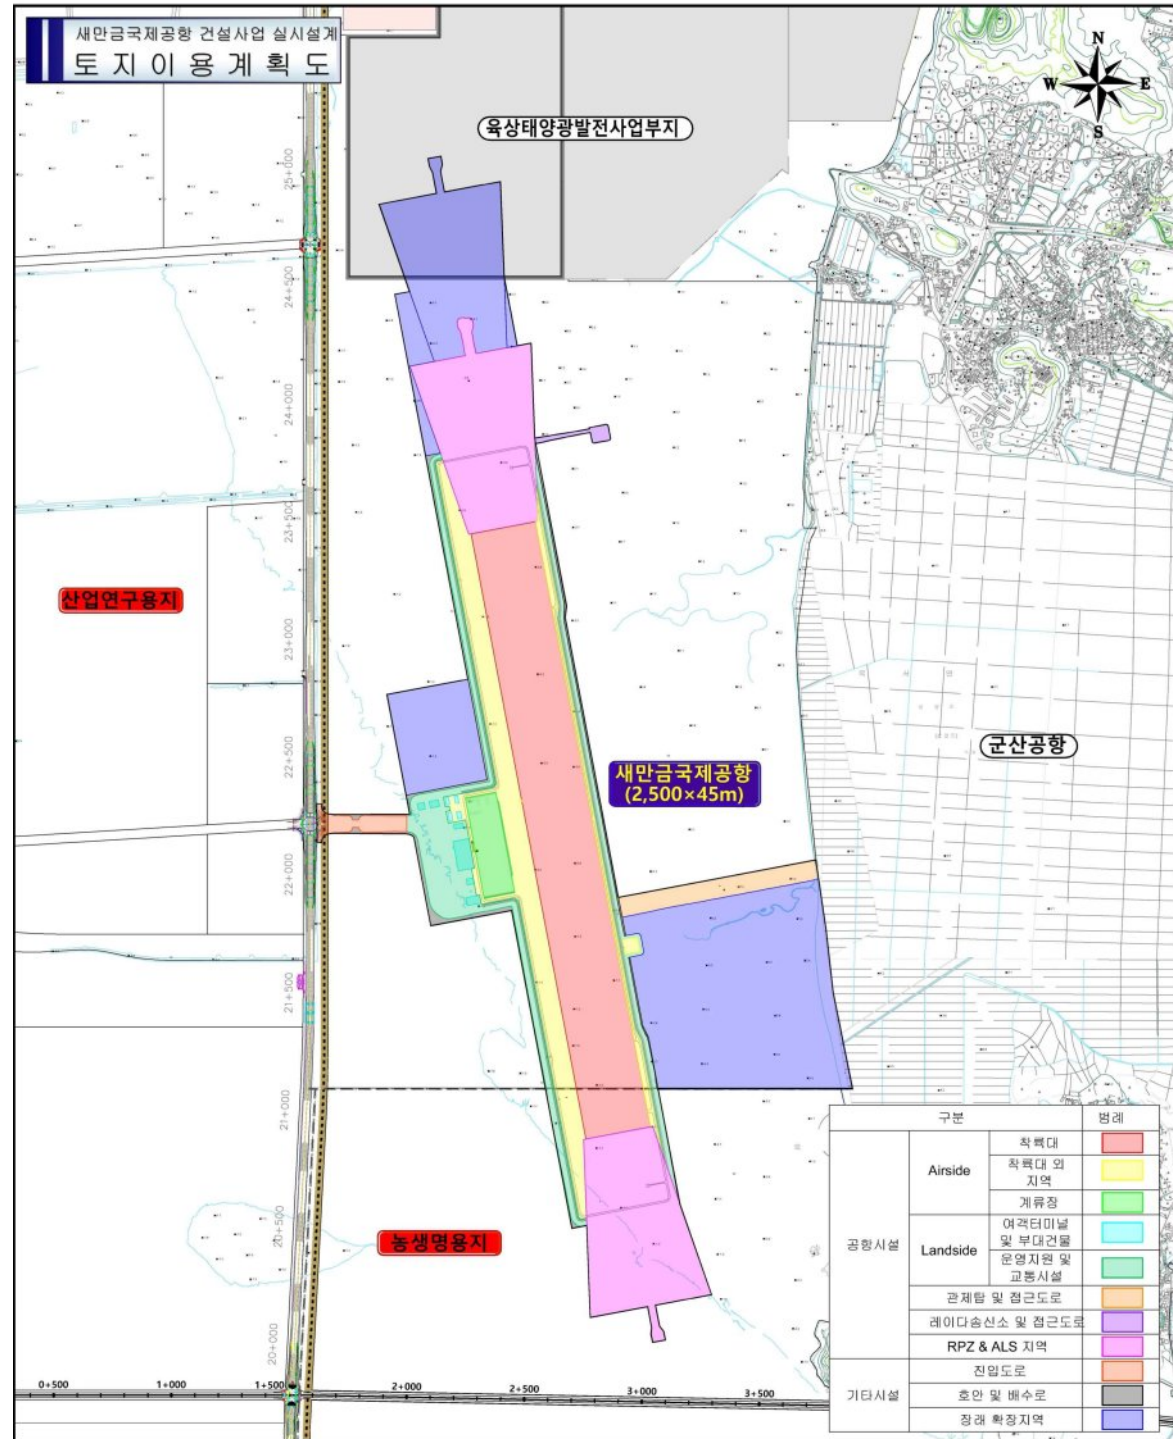 새만금국제공항 건설사업 실시설계
토지이용계획도
N
W
E
S
육상태양광발전사업부지
25+000
24+500
24+000
23+500
산업연구용지
23+000
22+500
군산공항
새만금국제공항
(2,500×45m)
22+000
21+500
21+000
20+500
농생명용지
20+000
0+500
1+000
1+500
2+000
2+500
3+000
3+500
구분
범례
공항시설
Airside
착륙대
착륙대 외
지역
계류장
Landside
여객터미널
및 부대건물
운영지원 및
교통시설
관제탑 및 접근도로
레이다송신소 및 접근도로
RPZ & ALS 지역
기타시설
진입도로
호안 및 배수로
장래 확장지역